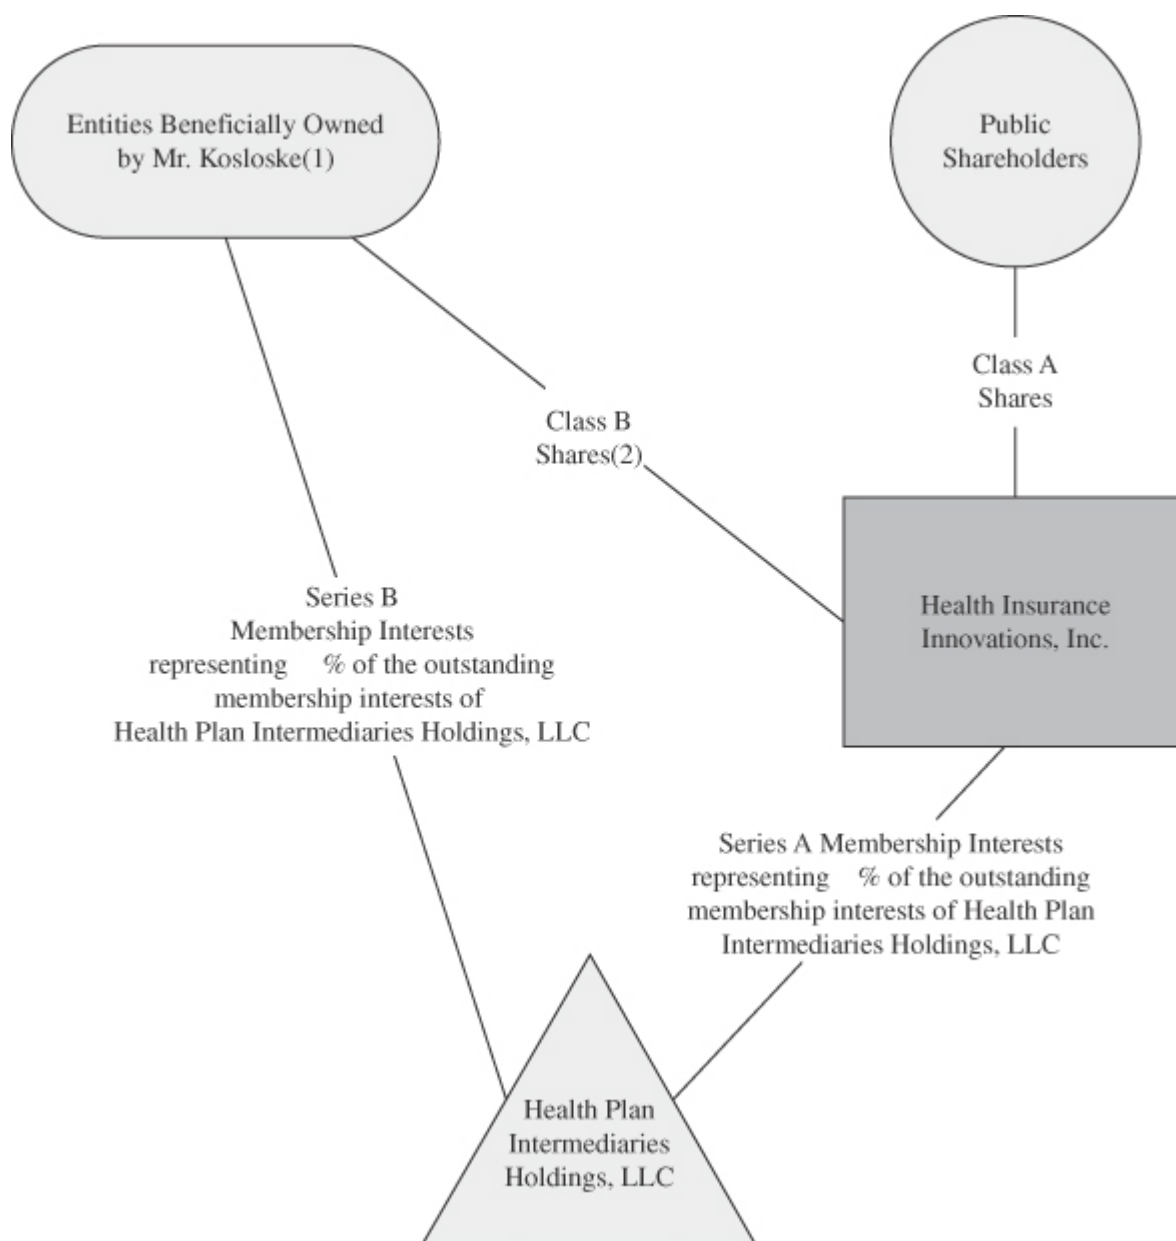 Entities Beneficially Owned
by Mr. Kosloske(1)
Public
Shareholders
Class A
Shares
Class B
Shares(2)
Health Insurance
Innovations, Inc.
Series B
Membership Interests
representing % of the outstanding
membership interests of
Health Plan Intermediaries Holdings, LLC
Series A Membership Interests
representing % of the outstanding
membership interests of Health Plan
Intermediaries Holdings, LLC
Health Plan
Intermediaries
Holdings, LLC